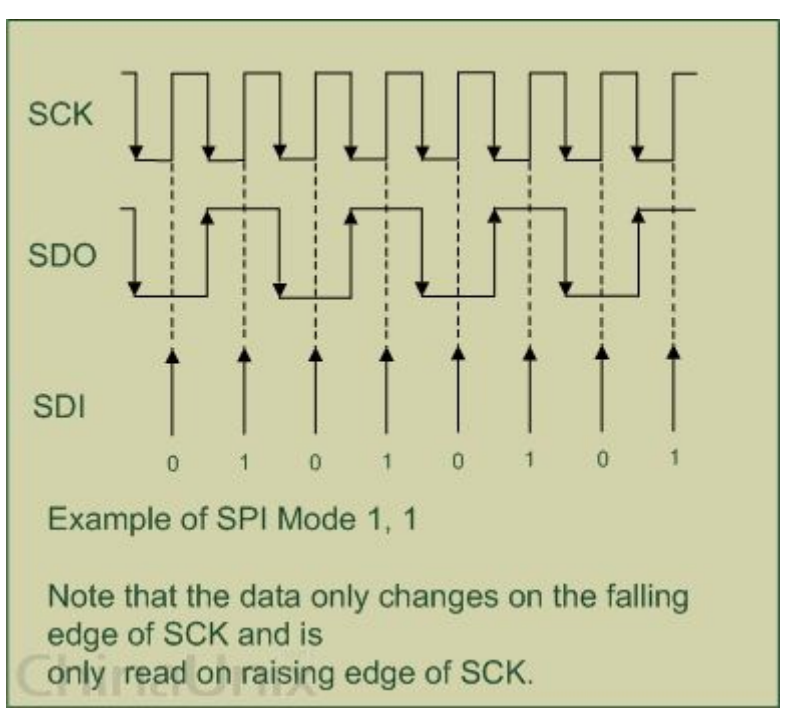 SCK
SDO
SDI
0 1 0 1 0 1 0 1
Example of SPI Mode 1, 1
Note that the data only changes on the falling
edge of SCK and is
only read on raising edge of SCK.
ChinaUnix